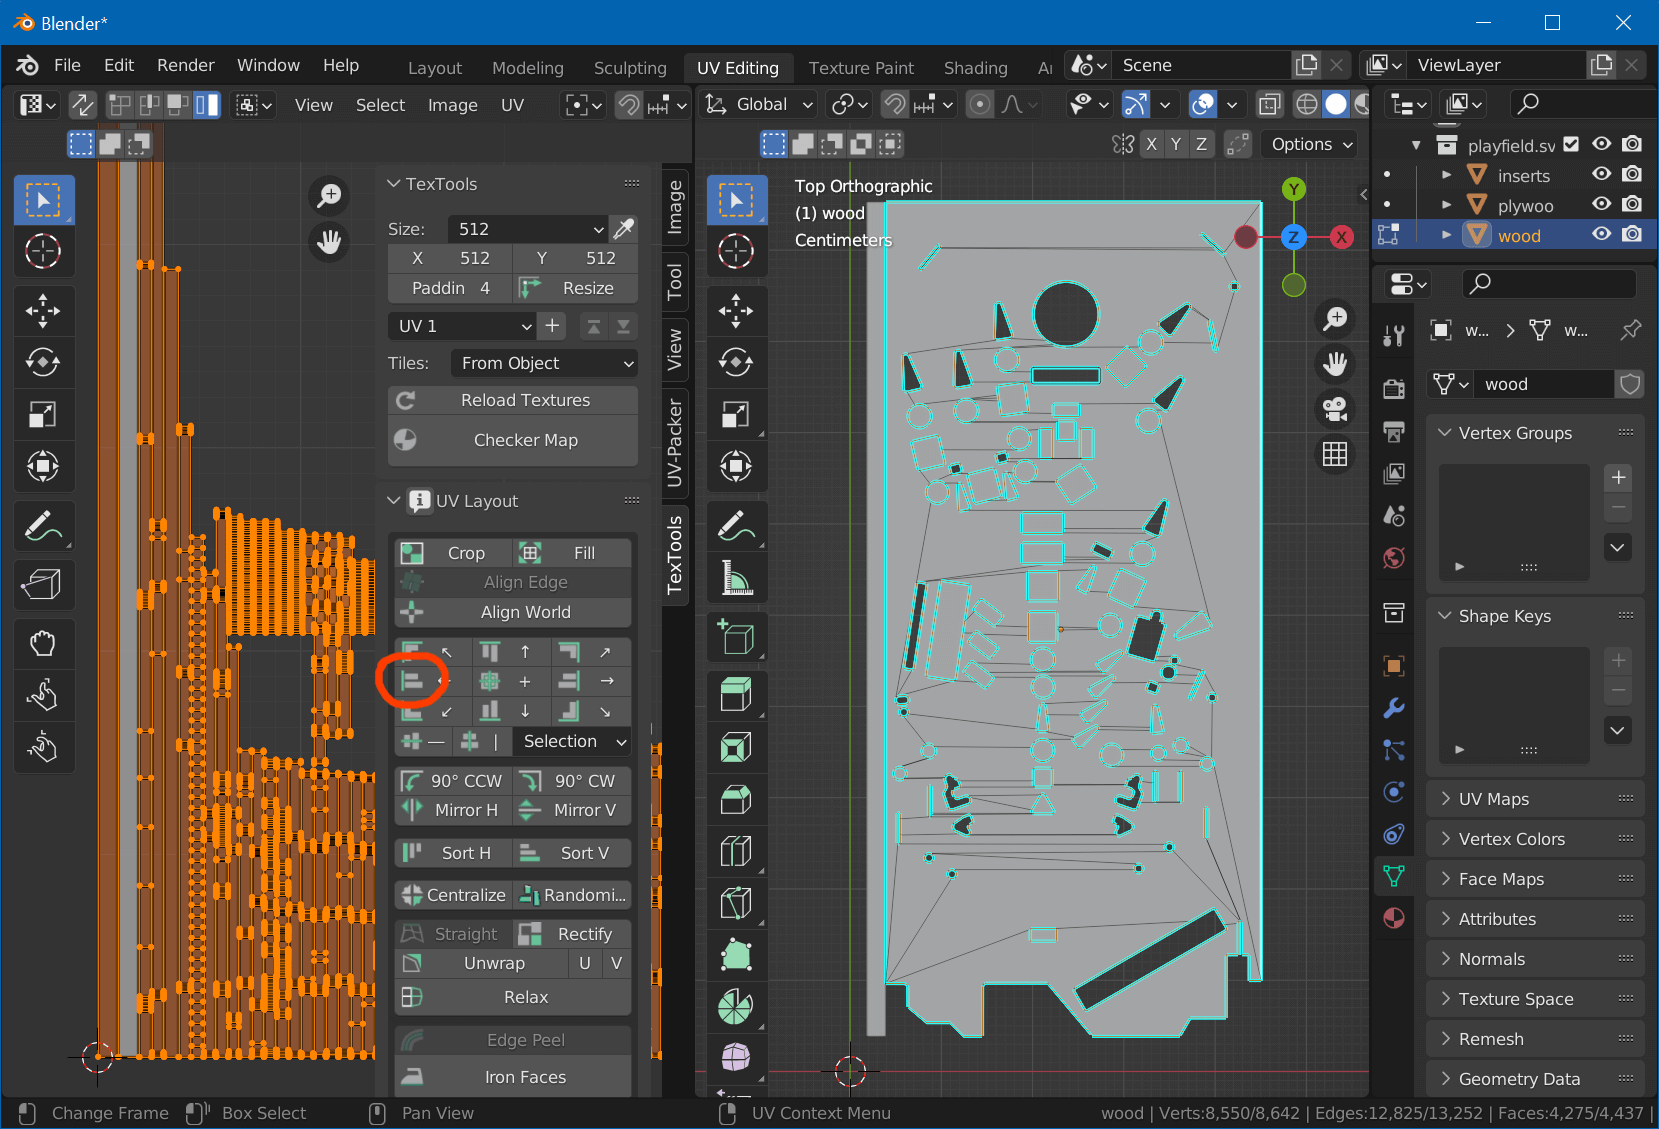 Blender*
File Edit Render Window Help
Layout Modeling Sculpting UV Editing Texture Paint Shading
Scene
ViewLayer
View Select Image UV
Global
X Y Z
Options
TexTools
Size: 512
X 512 Y 512
Paddin 4 Resize
UV 1
Tiles: From Object
Reload Textures
Checker Map
UV Layout
Crop Fill
Align Edge
Align World
Selection
90° CCW 90° CW
Mirror H Mirror V
Sort H Sort V
Centralize Randomi...
Straight Rectify
Unwrap U V
Relax
Edge Peel
Iron Faces
Image
Tool
View
UV-Packer
TexTools
Top Orthographic
(1) wood
Centimeters
Y
Z
X
playfield.sv
inserts
plywoo
wood
w... w...
wood
Vertex Groups
Shape Keys
UV Maps
Vertex Colors
Face Maps
Attributes
Normals
Texture Space
Remesh
Geometry Data
Change Frame Box Select Pan View UV Context Menu wood | Verts:8,550/8,642 | Edges:12,825/13,252 | Faces:4,275/4,437 |